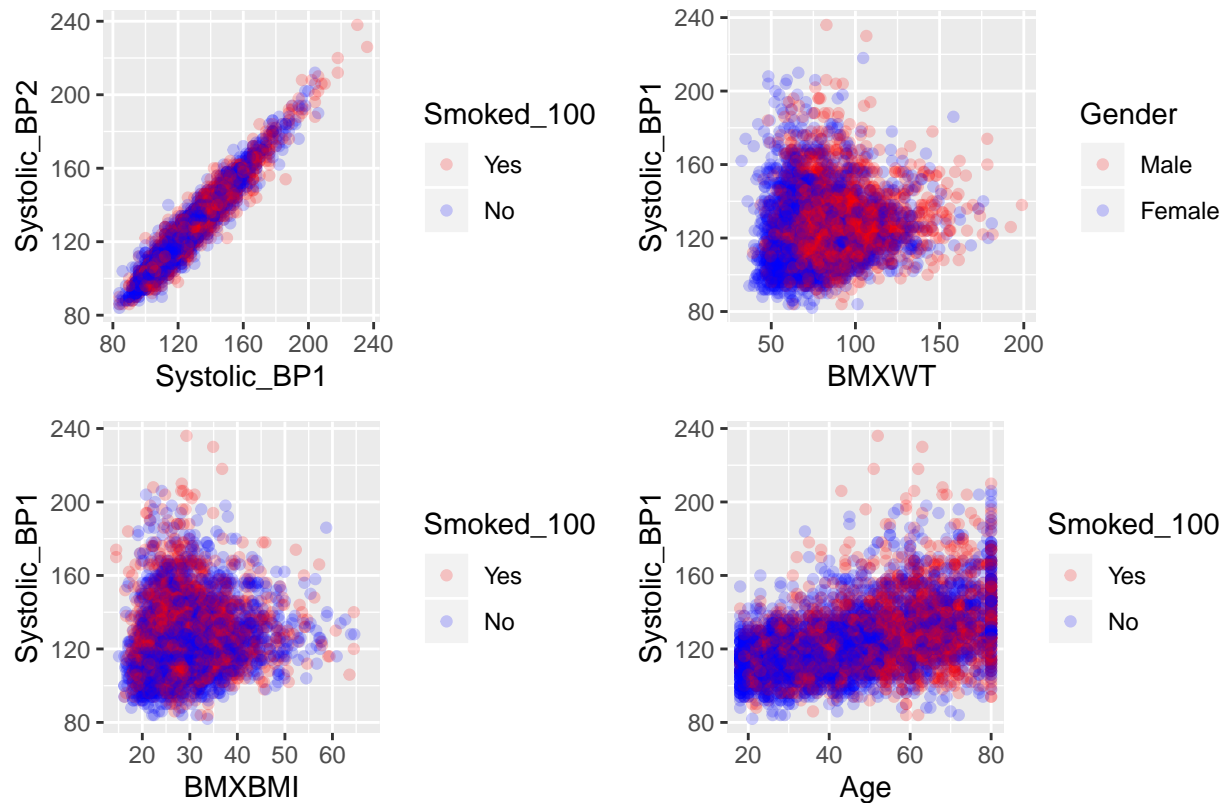 240
200
160
120
80
Systolic_BP2
80 120 160 200 240
Systolic_BP1
Smoked_100
Yes
No
240
200
160
120
80
Systolic_BP1
50 100 150 200
BMXWT
Gender
Male
Female
240
200
160
120
80
Systolic_BP1
20 30 40 50 60
BMXBMI
Smoked_100
Yes
No
240
200
160
120
80
Systolic_BP1
20 40 60 80
Age
Smoked_100
Yes
No